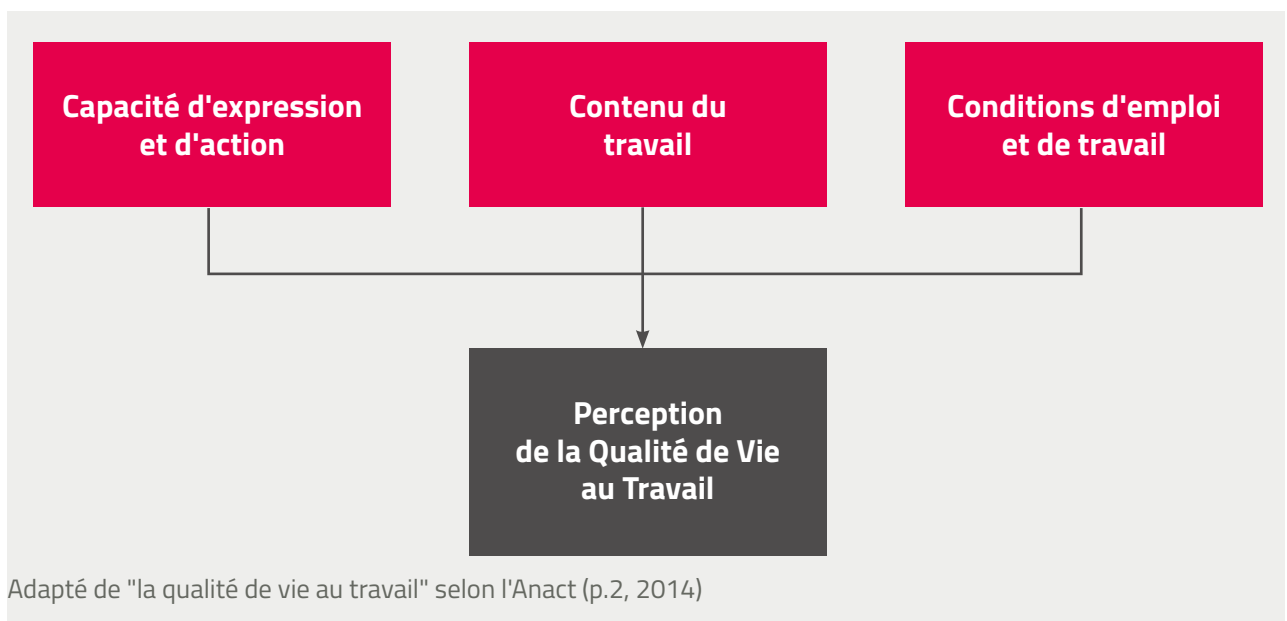 Capacité d'expression
et d'action
Contenu du
travail
Conditions d'emploi
et de travail
Perception
de la Qualité de Vie
au Travail
Adapté de "la qualité de vie au travail" selon l'Anact (p.2, 2014)